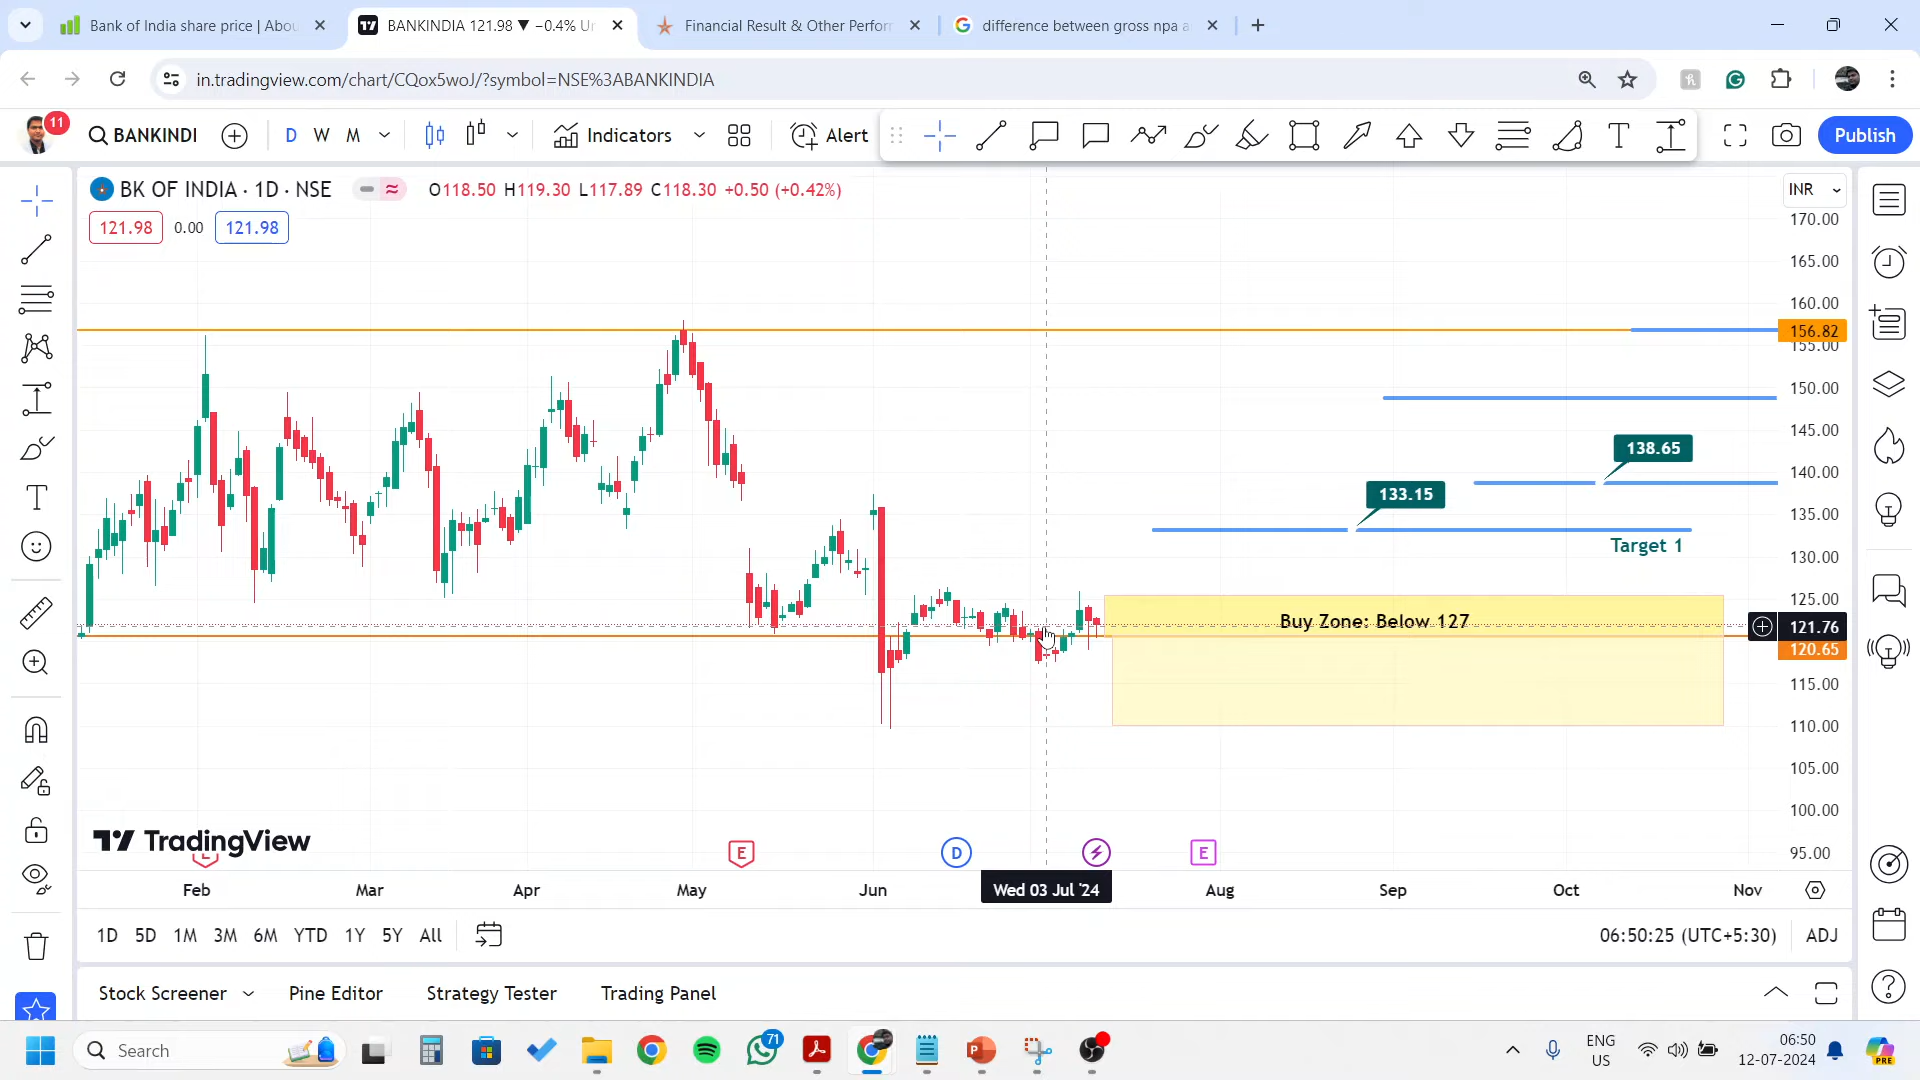 Bank of India share price | Abou
BANKINDIA 121.98 ▼ −0.4% Ur
Financial Result & Other Perfor
difference between gross npa a
in.tradingview.com/chart/CQox5woJ/?symbol=NSE%3ABANKINDIA
11
BANKINDI
D W M
Indicators
Alert
Publish
BK OF INDIA · 1D · NSE
O118.50 H119.30 L117.89 C118.30 +0.50 (+0.42%)
INR
121.98 0.00 121.98
170.00
165.00
160.00
156.82
155.00
150.00
145.00
138.65
140.00
133.15
135.00
Target 1
130.00
125.00
Buy Zone: Below 127
121.76
120.65
115.00
110.00
105.00
100.00
TradingView
E
E
D
E
95.00
Feb Mar Apr May Jun Wed 03 Jul '24 Aug Sep Oct Nov
1D 5D 1M 3M 6M YTD 1Y 5Y All
06:50:25 (UTC+5:30) ADJ
Stock Screener Pine Editor Strategy Tester Trading Panel
Search
71
ENG
US
06:50
12-07-2024
PRE